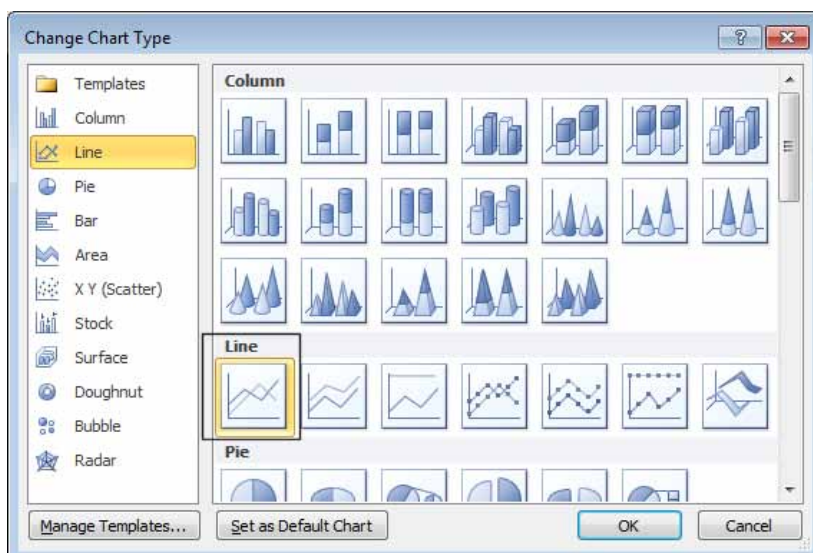 Change Chart Type
Templates
Column
Line
Pie
Bar
Area
X Y (Scatter)
Stock
Surface
Doughnut
Bubble
Radar
Column
Line
Pie
Manage Templates...
Set as Default Chart
OK
Cancel